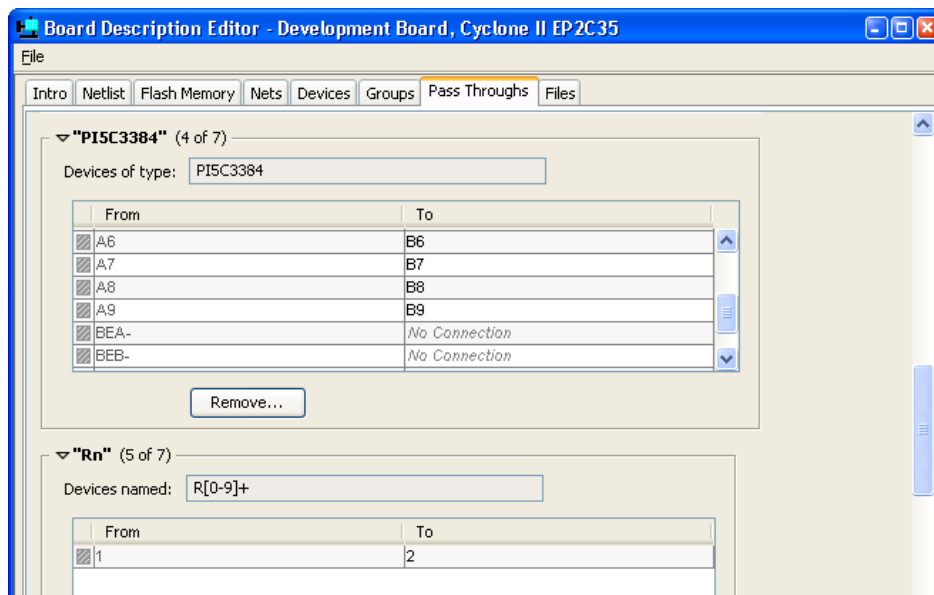 Board Description Editor - Development Board, Cyclone II EP2C35
File
Intro Netlist Flash Memory Nets Devices Groups Pass Throughs Files
"PI5C3384" (4 of 7)
Devices of type: PI5C3384
From To
A6 B6
A7 B7
A8 B8
A9 B9
BEA- No Connection
BEB- No Connection
Remove...
"Rn" (5 of 7)
Devices named: R[0-9]+
From To
1 2